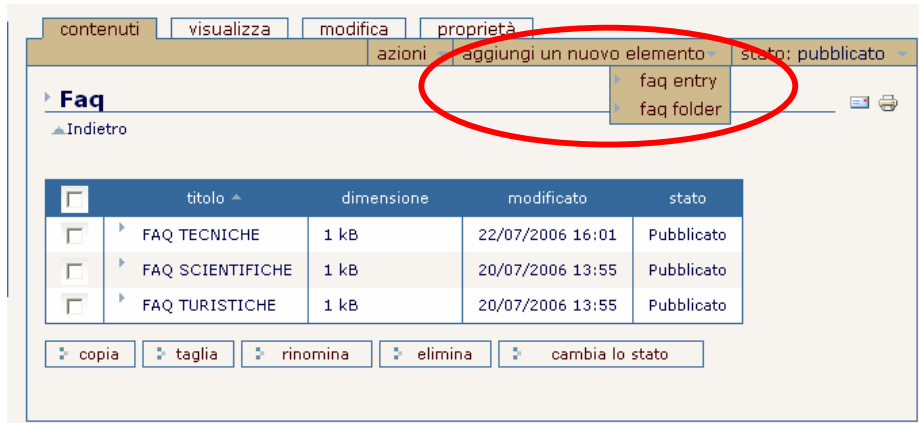 contenuti visualizza modifica proprietà
azioni aggiungi un nuovo elemento stato: pubblicato
faq entry
Faq
faq folder
Indietro
titolo dimensione modificato stato
FAQ TECNICHE 1 kB 22/07/2006 16:01 Pubblicato
FAQ SCIENTIFICHE 1 kB 20/07/2006 13:55 Pubblicato
FAQ TURISTICHE 1 kB 20/07/2006 13:55 Pubblicato
copia taglia rinomina elimina cambia lo stato